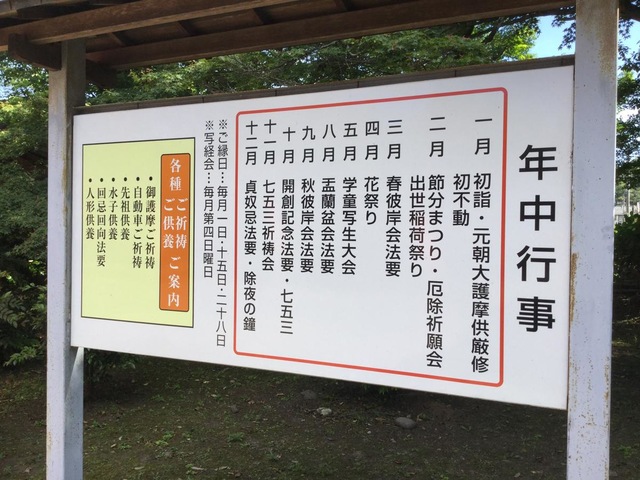 年中行事
一月 初詣・元朝大護摩供厳修
初不動
二月 節分まつり・厄除祈願会
出世稲荷祭り
三月 春彼岸会法要
四月 花祭り
五月 学童写生大会
八月 盂蘭盆会法要
九月 秋彼岸会法要
十月 開創記念法要・七五三
十一月 七五三祈祷会
十二月 貞奴忌法要・除夜の鐘
※ご縁日…毎月一日・十五日・二十八日
※写経会…毎月第四日曜日
各種 ご祈祷 ご供養 ご案内
・御護摩ご祈祷
・自動車ご祈祷
・先祖供養
・水子供養
・回忌回向法要
・人形供養